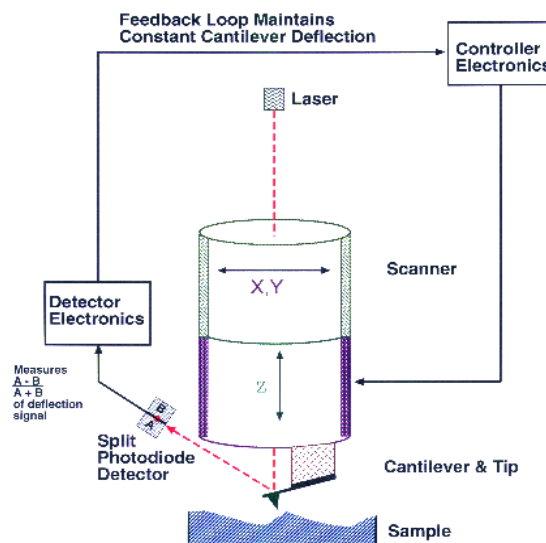 Feedback Loop Maintains
Constant Cantilever Deflection
Controller
Electronics
Laser
X,Y
Scanner
Detector
Electronics
Z
Measures
A - B
A + B
of deflection
signal
B
A
Split
Photodiode
Detector
Cantilever & Tip
Sample